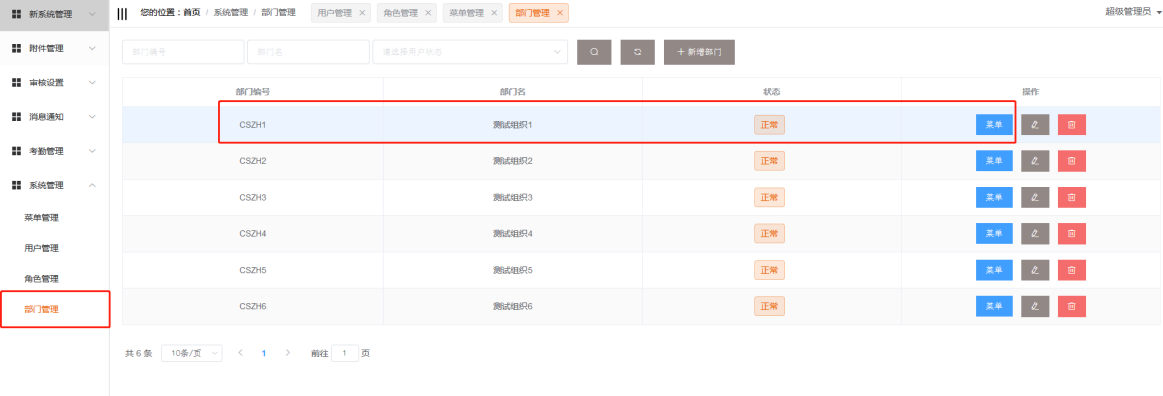 新系统管理
您的位置：首页 / 系统管理 / 部门管理
用户管理 × 角色管理 × 菜单管理 × 部门管理 ×
超级管理员
附件管理
审核设置
消息通知
考勤管理
系统管理
菜单管理
用户管理
角色管理
部门管理
部门编号 部门名 请选择用户状态 + 新增部门
部门编号 部门名 状态 操作
CSZH1 测试组织1 正常 菜单
CSZH2 测试组织2 正常 菜单
CSZH3 测试组织3 正常 菜单
CSZH4 测试组织4 正常 菜单
CSZH5 测试组织5 正常 菜单
CSZH6 测试组织6 正常 菜单
共 6 条 10条/页 < 1 > 前往 1 页